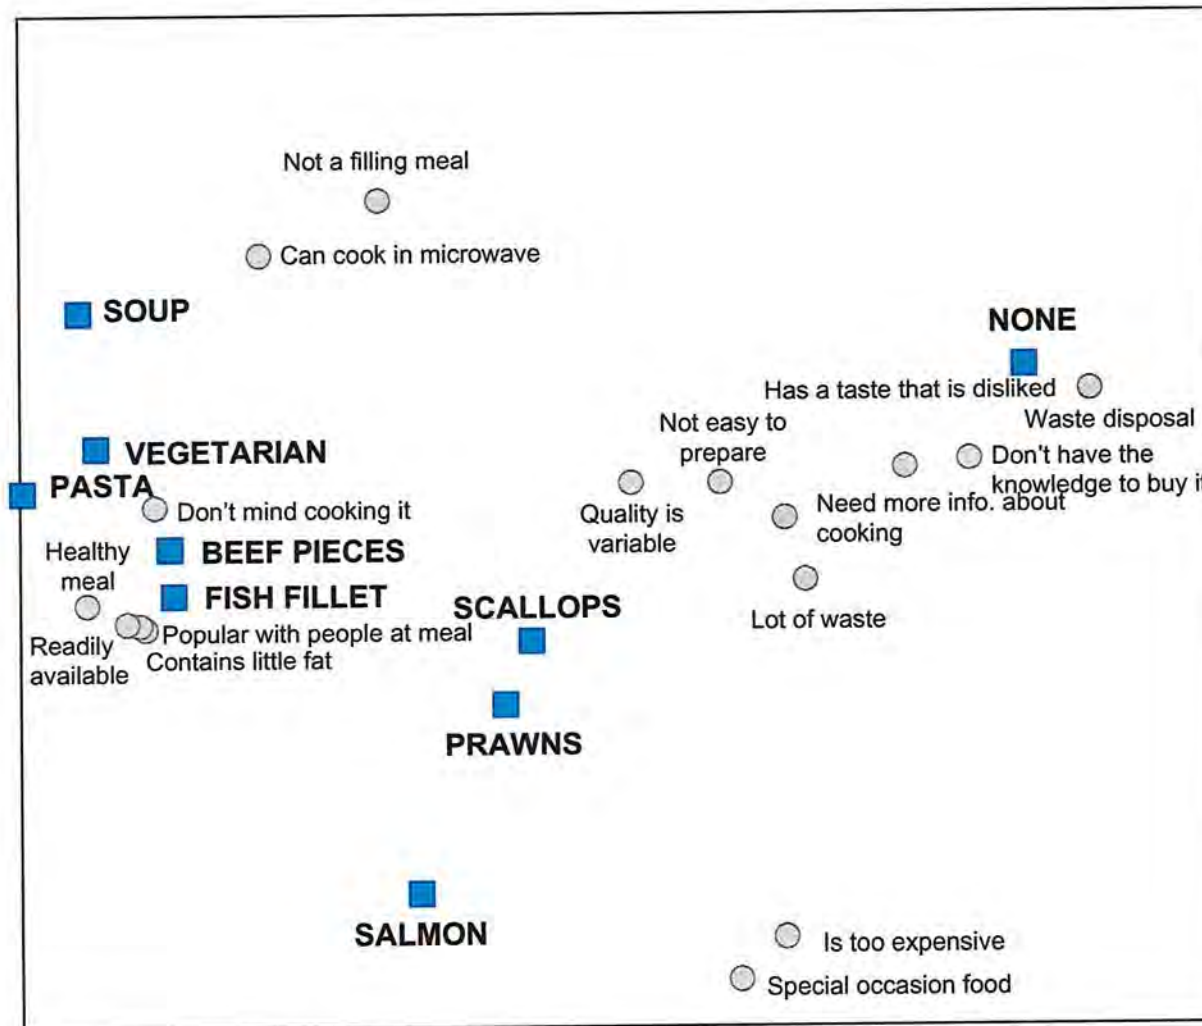 Not a filling meal
Can cook in microwave
SOUP
NONE
Has a taste that is disliked
Waste disposal
Not easy to
prepare
VEGETARIAN
PASTA
Don't mind cooking it
Quality is
variable
Don't have the
knowledge to buy it
Need more info. about
cooking
Healthy
meal
BEEF PIECES
FISH FILLET
SCALLOPS
Lot of waste
Readily
available
Popular with people at meal
Contains little fat
PRAWNS
SALMON
Is too expensive
Special occasion food